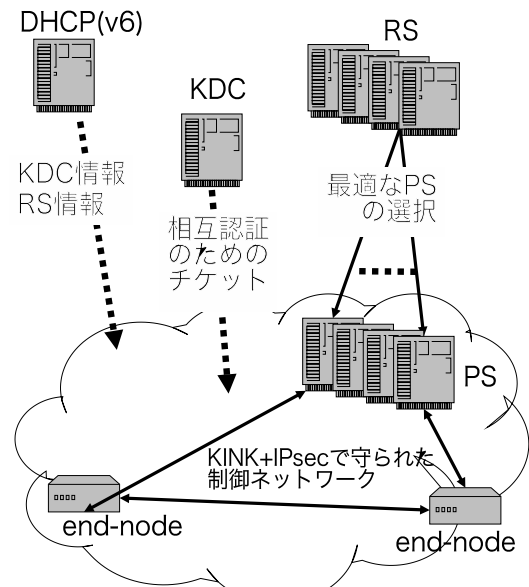 DHCP(v6)
RS
KDC
KDC情報
RS情報
最適なPS
の選択
相互認証
のための
チケット
PS
KINK+IPsecで守られた
制御ネットワーク
end-node
end-node